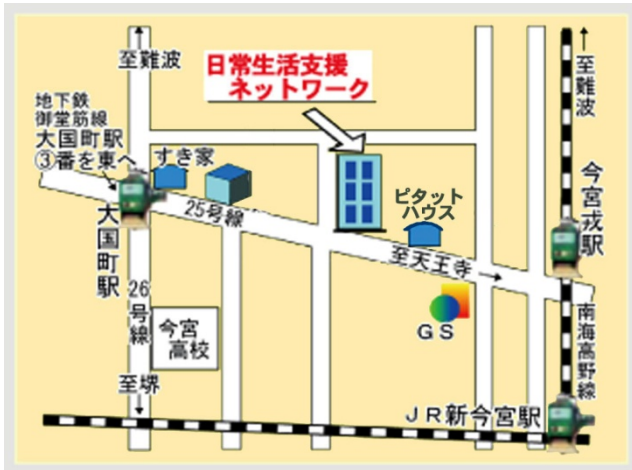 至難波
日常生活支援
ネットワーク
至難波
地下鉄
御堂筋線
大国町駅
③番を東へ
すき家
ピタット
ハウス
今宮戎駅
25号線
大国町駅
至天王寺
26号線
今宮
高校
GS
南海高野線
至堺
JR新今宮駅